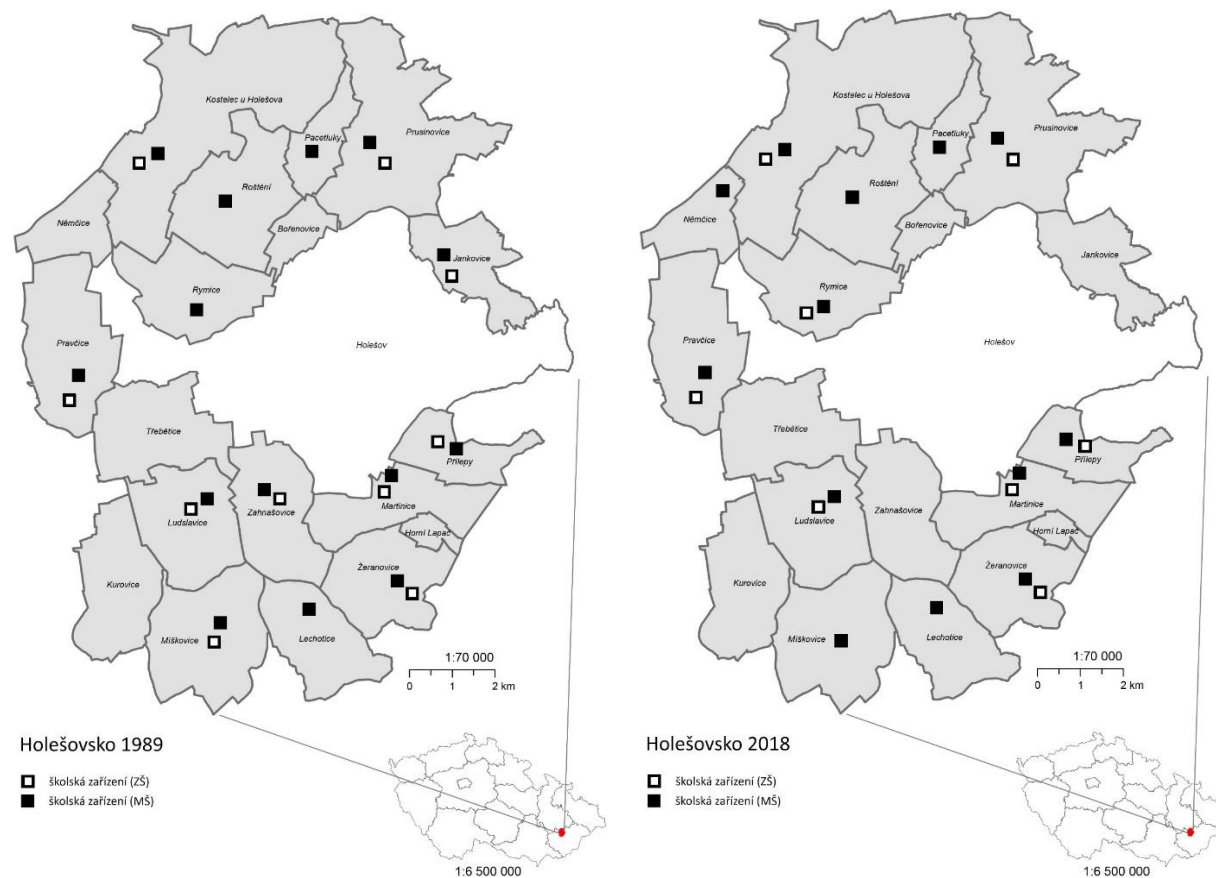 Kostelec u Holešova
Pacetluky
Prusinovice
Roštění
Němčice
Bořenovice
Jankovice
Rymice
Pravčice
Holešov
Třebětice
Přílepy
Martinice
Ludslavice
Zahnašovice
Horní Lapač
Kurovice
Žeranovice
Míškovice
Lechotice
1:70 000
0 1 2 km
Holešovsko 1989
školská zařízení (ZŠ)
školská zařízení (MŠ)
1:6 500 000
Kostelec u Holešova
Pacetluky
Prusinovice
Roštění
Němčice
Bořenovice
Jankovice
Rymice
Pravčice
Holešov
Třebětice
Přílepy
Martinice
Ludslavice
Zahnašovice
Horní Lapač
Kurovice
Žeranovice
Míškovice
Lechotice
1:70 000
0 1 2 km
Holešovsko 2018
školská zařízení (ZŠ)
školská zařízení (MŠ)
1:6 500 000